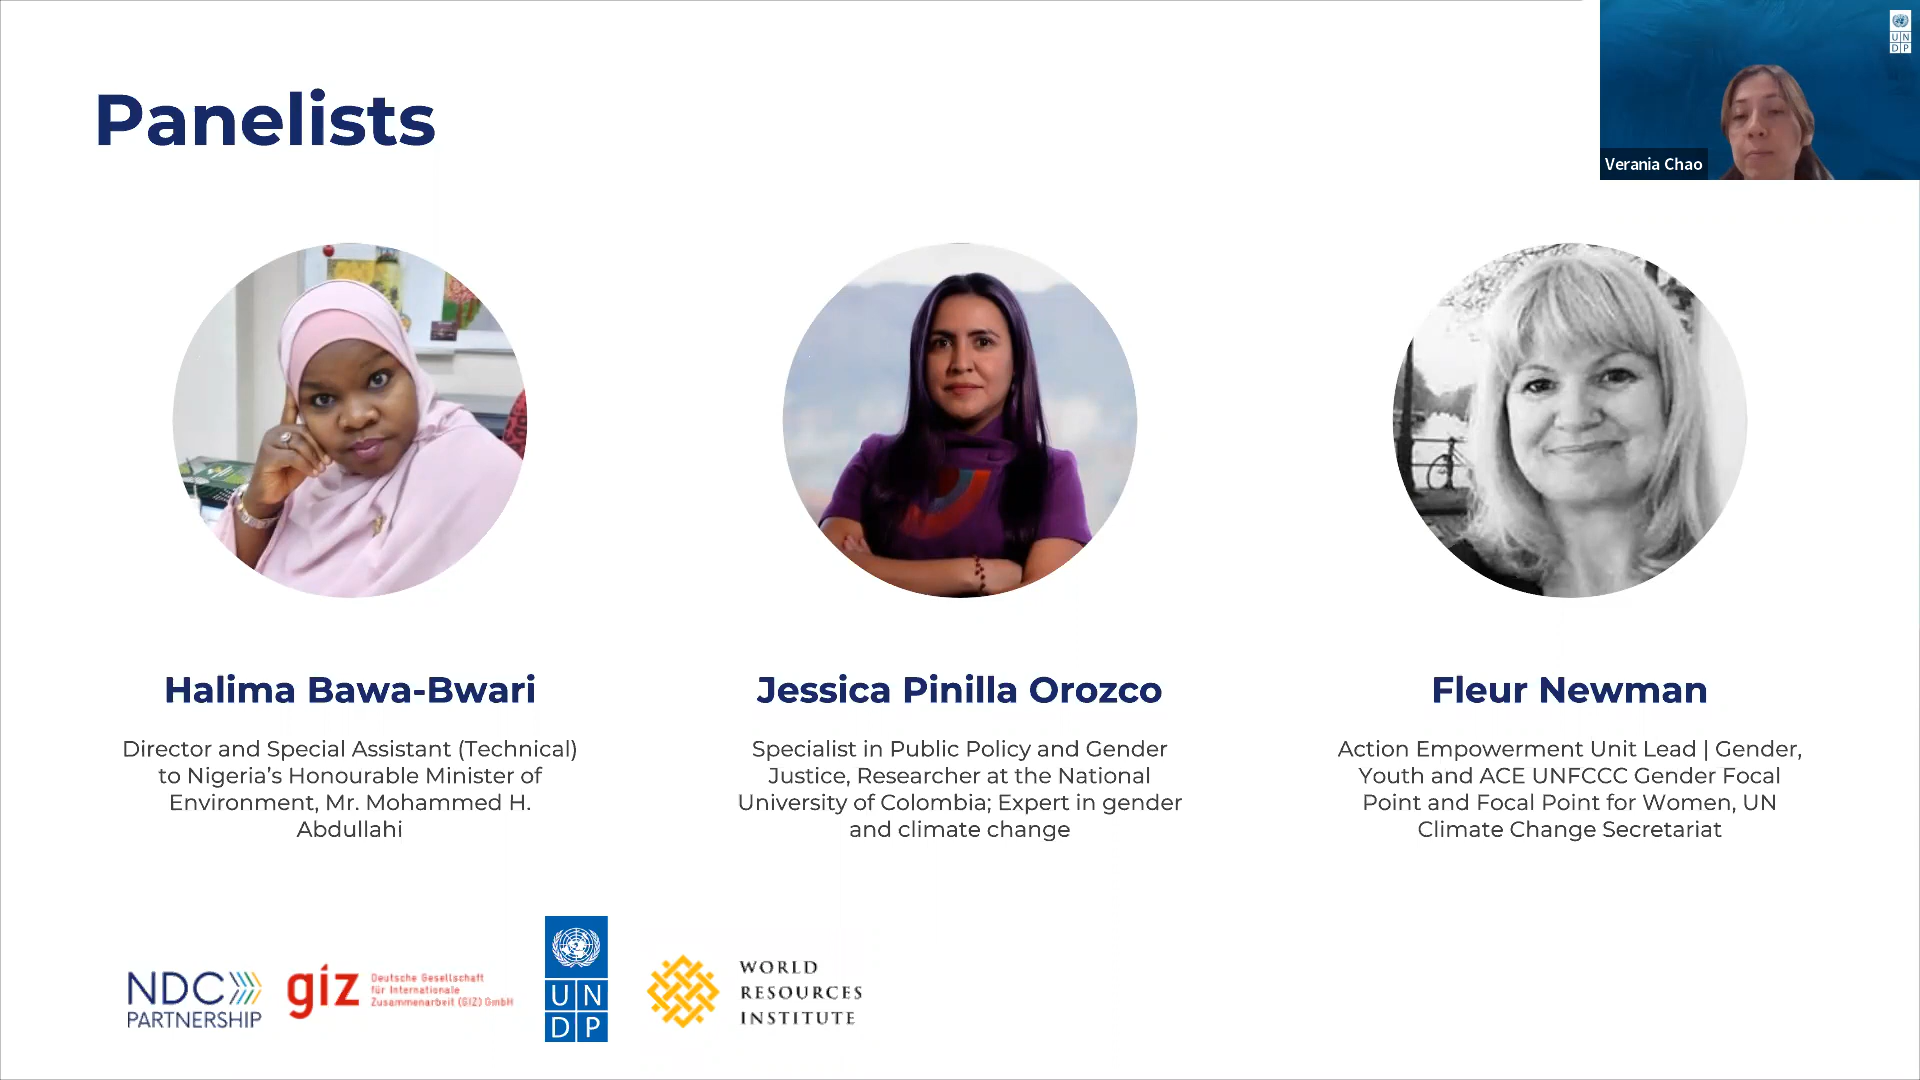 Panelists
UN
DP
Verania Chao
Halima Bawa-Bwari
Director and Special Assistant (Technical)
to Nigeria's Honourable Minister of
Environment, Mr. Mohammed H.
Abdullahi
Jessica Pinilla Orozco
Specialist in Public Policy and Gender
Justice, Researcher at the National
University of Colombia; Expert in gender
and climate change
Fleur Newman
Action Empowerment Unit Lead | Gender,
Youth and ACE UNFCCC Gender Focal
Point and Focal Point for Women, UN
Climate Change Secretariat
NDC
PARTNERSHIP
giz
Deutsche Gesellschaft
für Internationale
Zusammenarbeit (GIZ) GmbH
UN
DP
WORLD
RESOURCES
INSTITUTE